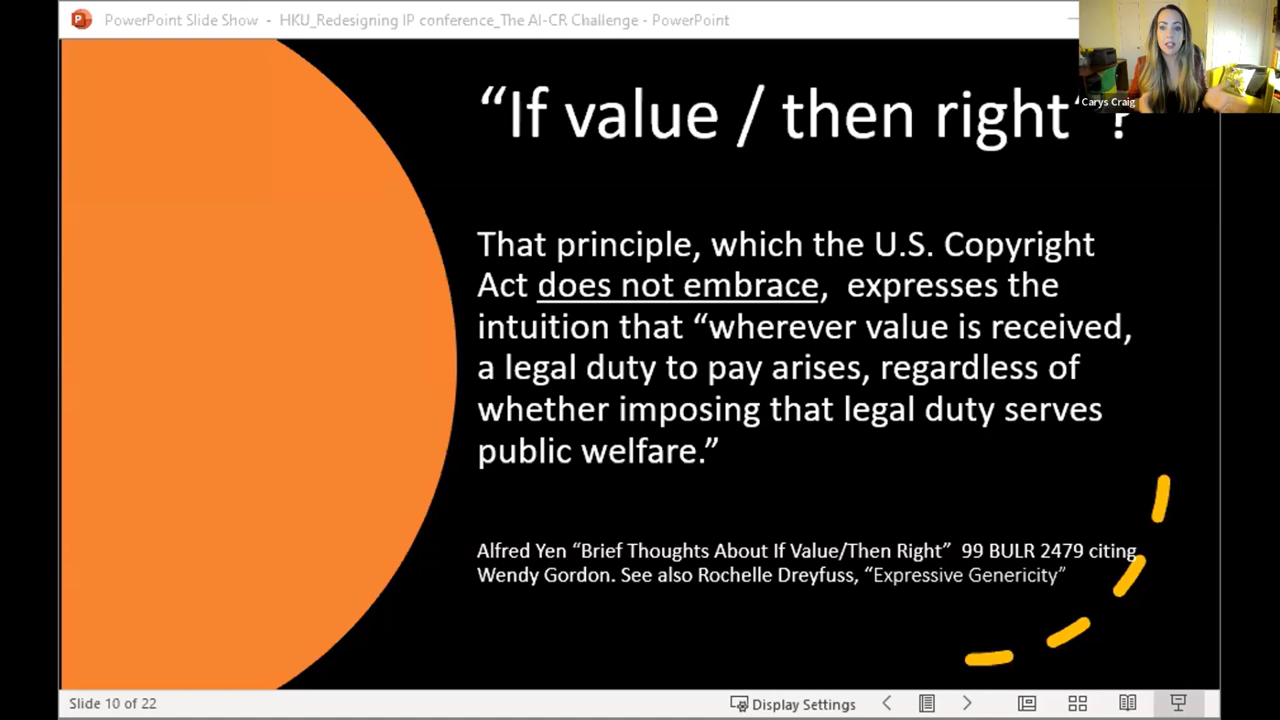 PowerPoint Slide Show - HKU_Redesigning IP conference_The AI-CR Challenge - PowerPoint
Carys Craig
“If value / then right”?
That principle, which the U.S. Copyright
Act does not embrace, expresses the
intuition that “wherever value is received,
a legal duty to pay arises, regardless of
whether imposing that legal duty serves
public welfare.”
Alfred Yen “Brief Thoughts About If Value/Then Right” 99 BULR 2479 citing
Wendy Gordon. See also Rochelle Dreyfuss, “Expressive Genericity”
Slide 10 of 22
Display Settings